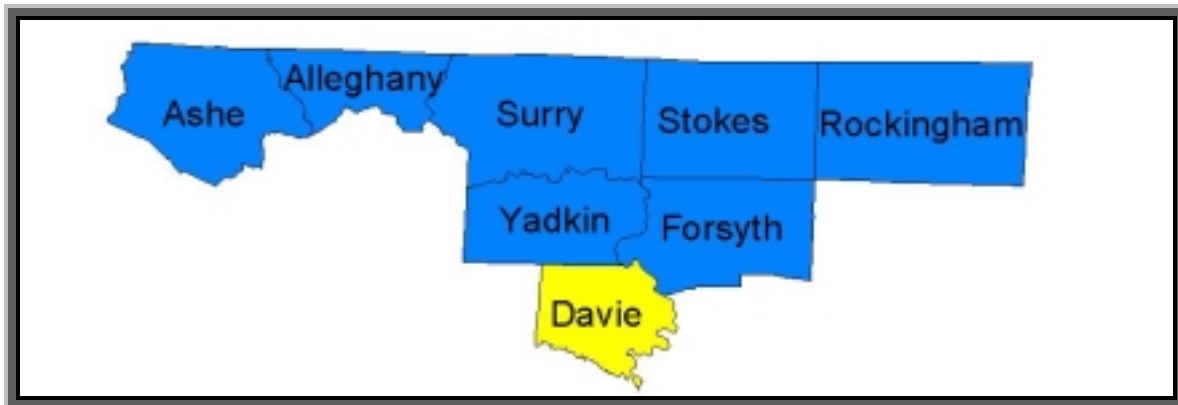 Alleghany
Ashe
Surry
Stokes
Rockingham
Yadkin
Forsyth
Davie